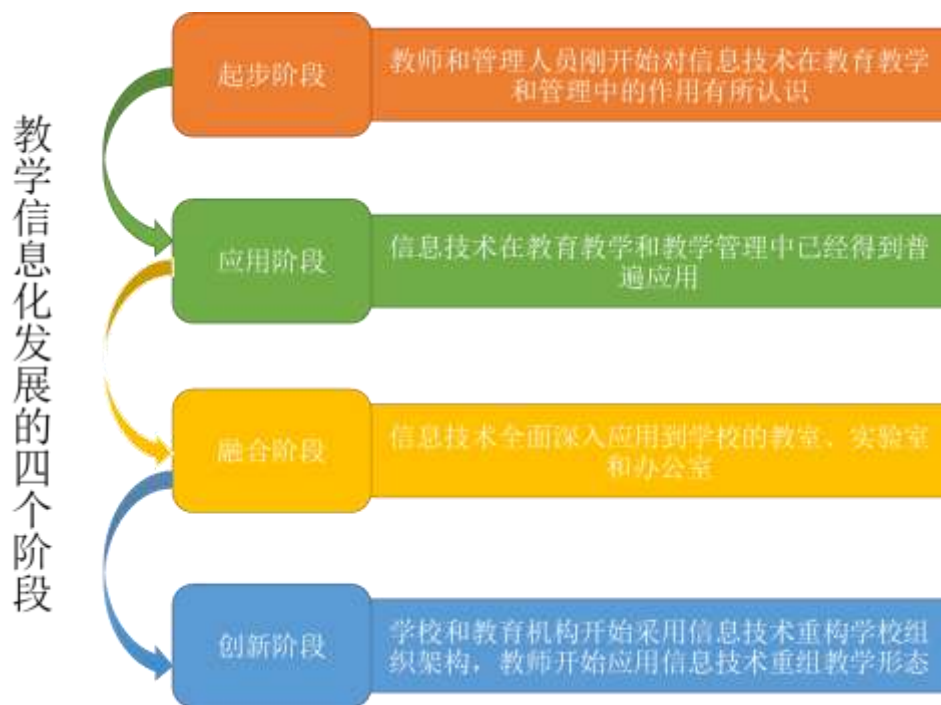 教学信息化发展的四个阶段
起步阶段
教师和管理人员刚开始对信息技术在教育教学
和管理中的作用有所认识
应用阶段
信息技术在教育教学和教学管理中已经得到普
遍应用
融合阶段
信息技术全面深入应用到学校的教室、实验室
和办公室
创新阶段
学校和教育机构开始采用信息技术重构学校组
织架构，教师开始应用信息技术重组教学形态